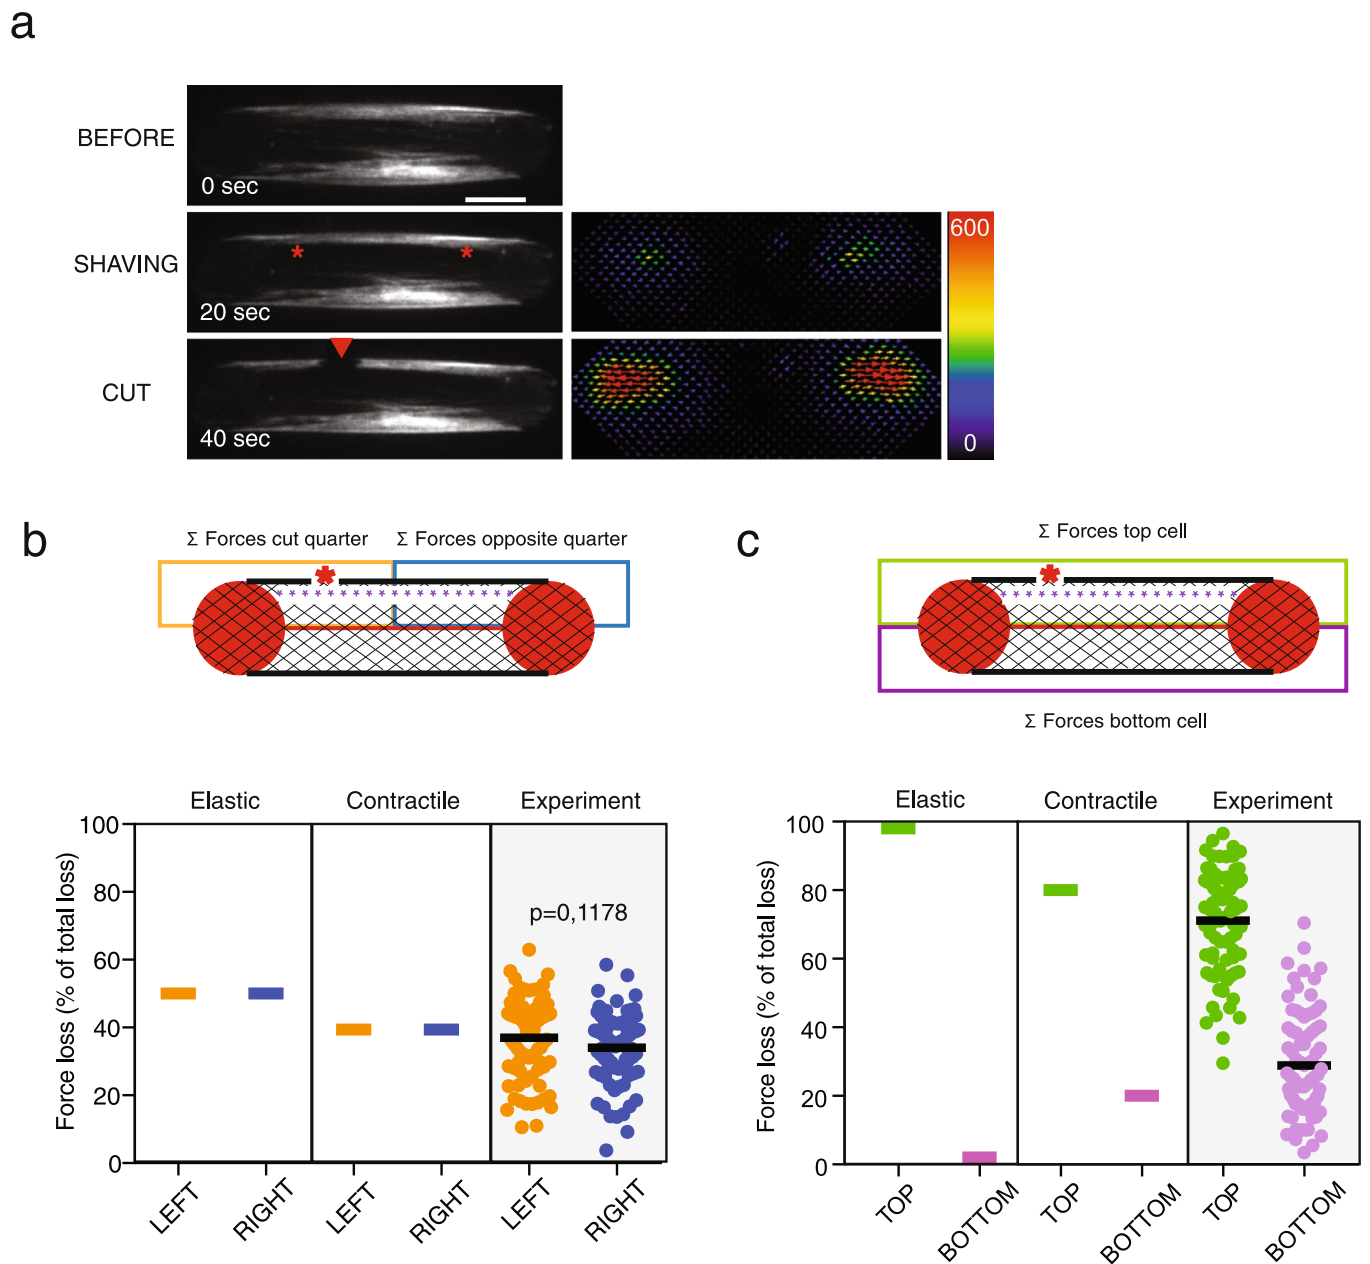 a
BEFORE
0 sec
SHAVING
20 sec
600
CUT
40 sec
0
b
Σ Forces cut quarter
Σ Forces opposite quarter
c
Σ Forces top cell
Σ Forces bottom cell
Elastic
Contractile
Experiment
Force loss (% of total loss)
100
80
60
40
20
0
p=0,1178
LEFT
RIGHT
LEFT
RIGHT
LEFT
RIGHT
Elastic
Contractile
Experiment
Force loss (% of total loss)
100
80
60
40
20
0
TOP
BOTTOM
TOP
BOTTOM
TOP
BOTTOM